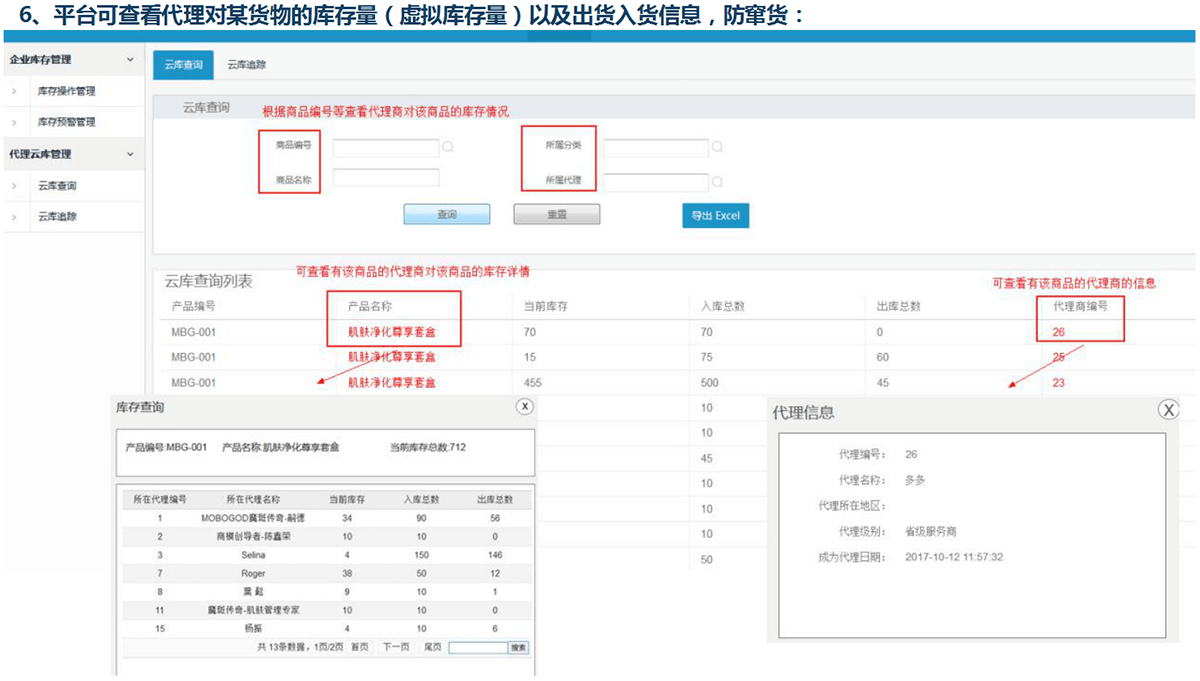 6、平台可查看代理对某货物的库存量（虚拟库存量）以及出货入货信息，防窜货：
企业库存管理
库存操作管理
库存预警管理
代理云库管理
云库查询
云库追踪
云库查询 云库追踪
云库查询 根据商品编号等查看代理商对该商品的库存情况
商品编号 所属分类
商品名称 所属代理
查询 重置 导出 Excel
云库查询列表 可查看有该商品的代理商对该商品的库存详情 可查看有该商品的代理商的信息
产品编号 产品名称 当前库存 入库总数 出库总数 代理商编号
MBG-001 肌肤净化尊享套盒 70 70 0 26
MBG-001 肌肤净化尊享套盒 15 75 60 25
MBG-001 肌肤净化尊享套盒 455 500 45 23
10
10
45
10
10
10
50
库存查询 X
产品编号:MBG-001 产品名称:肌肤净化尊享套盒 当前库存总数:712
所在代理编号 所在代理名称 当前库存 入库总数 出库总数
1 MOBOGOD魔斑传奇-嗣德 34 90 56
2 商模创导者-陈鑫荣 10 10 0
3 Selina 4 150 146
7 Roger 38 50 12
8 葉 9 10 1
11 魔斑传奇-肌肤管理专家 10 10 0
15 杨振 4 10 6
共 13条数据，1页/2页 首页 下一页 尾页 搜索
代理信息 X
代理编号： 26
代理名称： 多多
代理所在地区：
代理级别： 省级服务商
成为代理日期： 2017-10-12 11:57:32